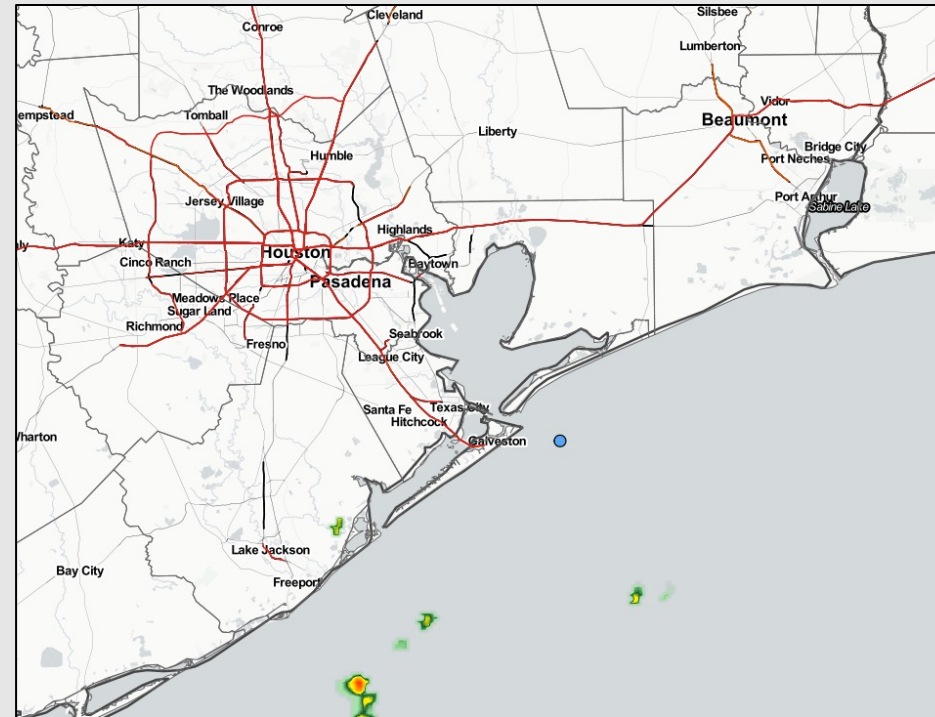 Cleveland
Silsbee
Conroe
Lumberton
The Woodlands
Vidor
empstead
Tomball
Beaumont
Liberty
Bridge City
Humble
Port Neches
Port Arthur
Jersey Village
Sabine Lake
Highlands
Katy
Houston
Cinco Ranch
Baytown
Pasadena
Meadows Place
Sugar Land
Richmond
Seabrook
Fresno
League City
Santa Fe
Texas City
Hitchcock
Wharton
Galveston
Lake Jackson
Bay City
Freeport